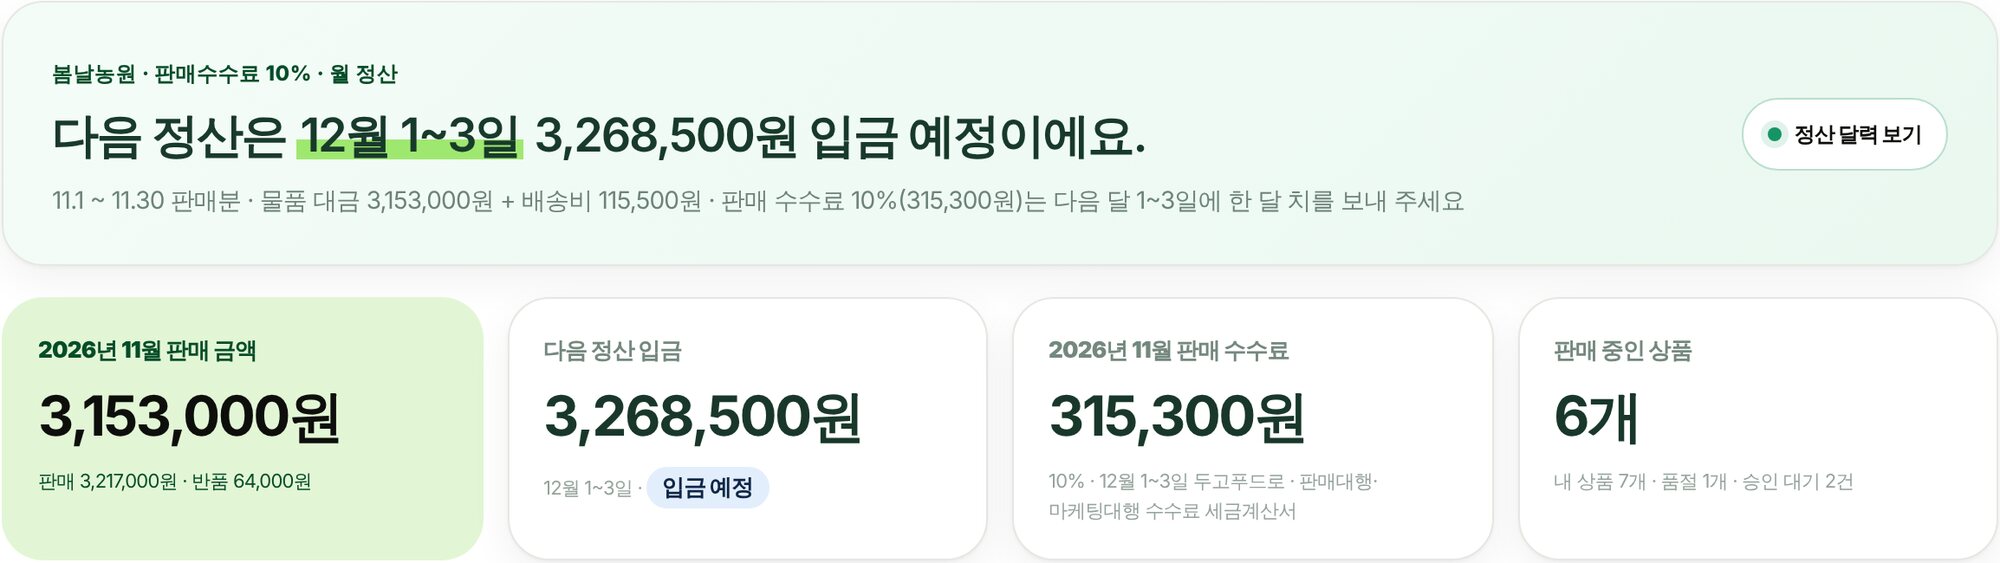 봄날농원 · 판매수수료 10% · 월 정산
다음 정산은 12월 1~3일 3,268,500원 입금 예정이에요.
11.1 ~ 11.30 판매분 · 물품 대금 3,153,000원 + 배송비 115,500원 · 판매 수수료 10%(315,300원)는 다음 달 1~3일에 한 달 치를 보내 주세요
정산 달력 보기
2026년 11월 판매 금액
3,153,000원
판매 3,217,000원 · 반품 64,000원
다음 정산 입금
3,268,500원
12월 1~3일 · 입금 예정
2026년 11월 판매 수수료
315,300원
10% · 12월 1~3일 두고푸드로 · 판매대행·
마케팅대행 수수료 세금계산서
판매 중인 상품
6개
내 상품 7개 · 품절 1개 · 승인 대기 2건